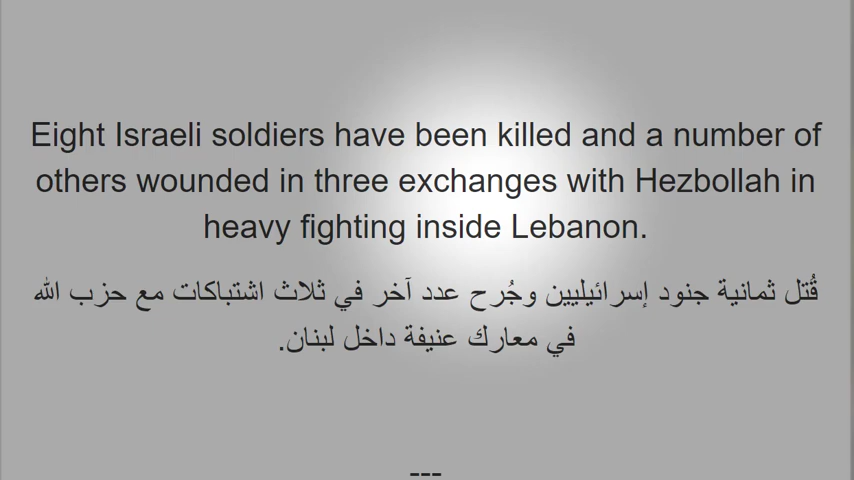 Eight Israeli soldiers have been killed and a number of
others wounded in three exchanges with Hezbollah in
heavy fighting inside Lebanon.
قُتل ثمانية جنود إسرائيليين وجُرح عدد آخر في ثلاث اشتباكات مع حزب الله
في معارك عنيفة داخل لبنان.
---